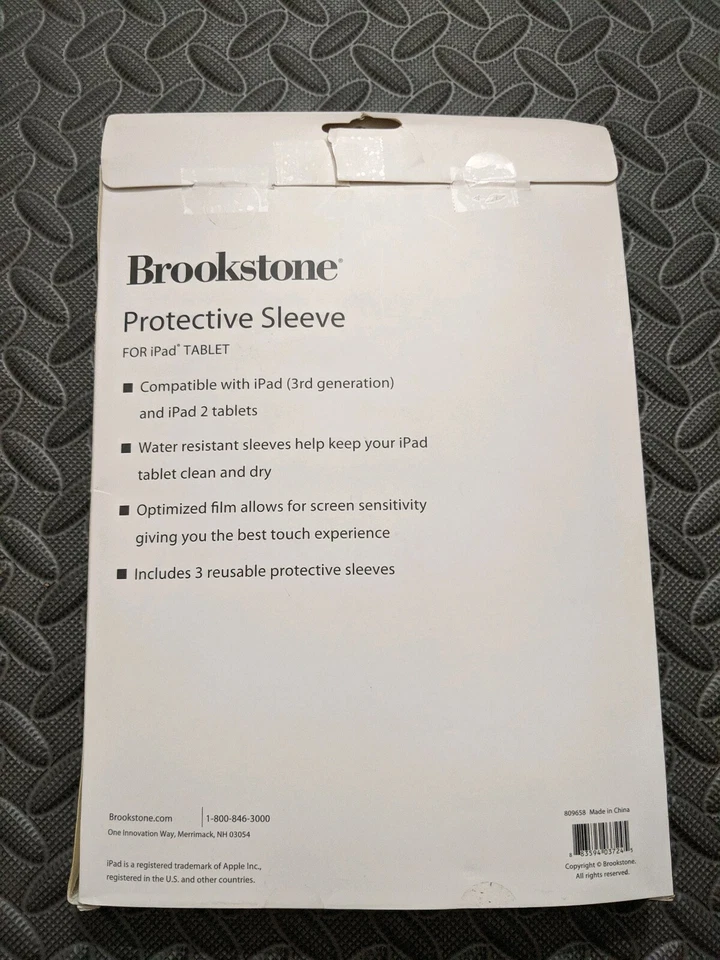 Brookstone®
Protective Sleeve
FOR iPad® TABLET
■ Compatible with iPad (3rd generation)
and iPad 2 tablets
■ Water resistant sleeves help keep your iPad
tablet clean and dry
■ Optimized film allows for screen sensitivity
giving you the best touch experience
■ Includes 3 reusable protective sleeves
Brookstone.com | 1-800-846-3000
One Innovation Way, Merrimack, NH 03054
iPad is a registered trademark of Apple Inc.,
registered in the U.S. and other countries.
809658 Made in China
8 83594 03724 5
Copyright © Brookstone.
All rights reserved.